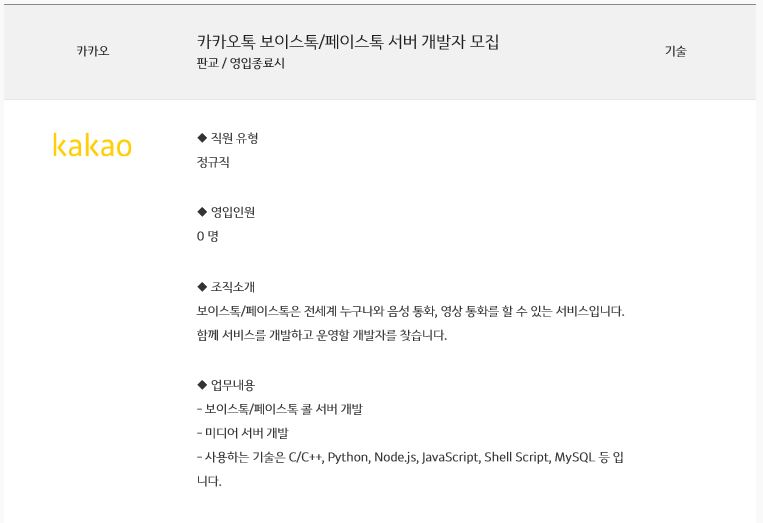 카카오
카카오톡 보이스톡/페이스톡 서버 개발자 모집
판교 / 영입종료시
기술
kakao
◆ 직원 유형
정규직
◆ 영입인원
0 명
◆ 조직소개
보이스톡/페이스톡은 전세계 누구나와 음성 통화, 영상 통화를 할 수 있는 서비스입니다.
함께 서비스를 개발하고 운영할 개발자를 찾습니다.
◆ 업무내용
- 보이스톡/페이스톡 콜 서버 개발
- 미디어 서버 개발
- 사용하는 기술은 C/C++, Python, Node.js, JavaScript, Shell Script, MySQL 등 입
니다.